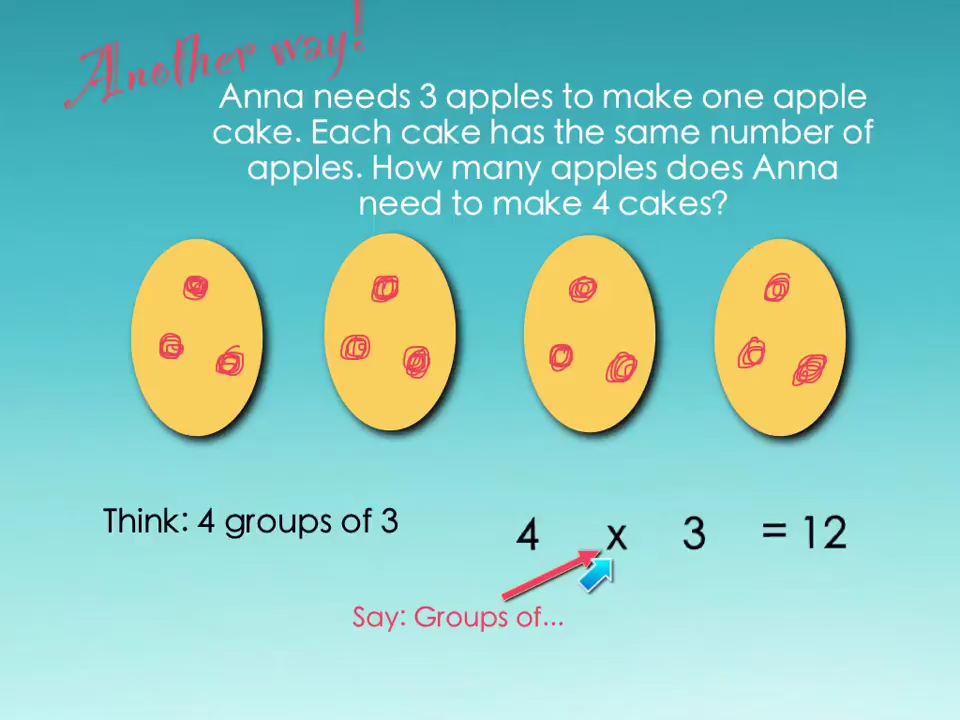 Another way!
Anna needs 3 apples to make one apple
cake. Each cake has the same number of
apples. How many apples does Anna
need to make 4 cakes?
Think: 4 groups of 3
4 x 3 = 12
Say: Groups of...